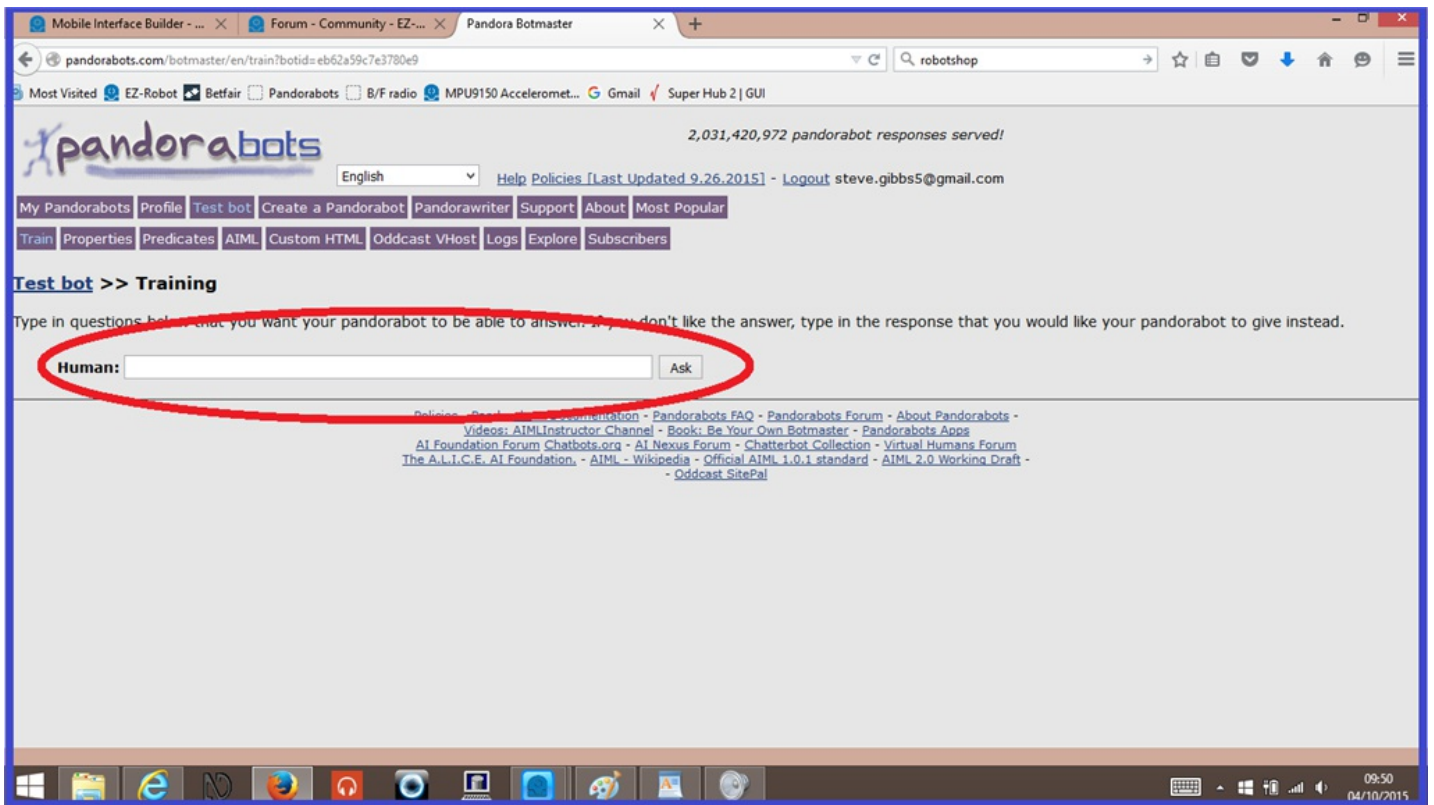 Mobile Interface Builder - ...
Forum - Community - EZ-...
Pandora Botmaster
pandorabots.com/botmaster/en/train?botid=eb62a59c7e3780e9
robotshop
Most Visited EZ-Robot Betfair Pandorabots B/F radio MPU9150 Acceleromet... Gmail Super Hub 2 | GUI
pandorabots
2,031,420,972 pandorabot responses served!
English Help Policies [Last Updated 9.26.2015] - Logout steve.gibbs5@gmail.com
My Pandorabots Profile Test bot Create a Pandorabot Pandorawriter Support About Most Popular
Train Properties Predicates AIML Custom HTML Oddcast VHost Logs Explore Subscribers
Test bot >> Training
Type in questions below that you want your pandorabot to be able to answer. If you don't like the answer, type in the response that you would like your pandorabot to give instead.
Human: Ask
Policies - Documentation - Pandorabots FAQ - Pandorabots Forum - About Pandorabots -
Videos: AIMLInstructor Channel - Book: Be Your Own Botmaster - Pandorabots Apps
AI Foundation Forum Chatbots.org - AI Nexus Forum - Chatterbot Collection - Virtual Humans Forum
The A.L.I.C.E. AI Foundation. - AIML - Wikipedia - Official AIML 1.0.1 standard - AIML 2.0 Working Draft -
- Oddcast SitePal
09:50
04/10/2015